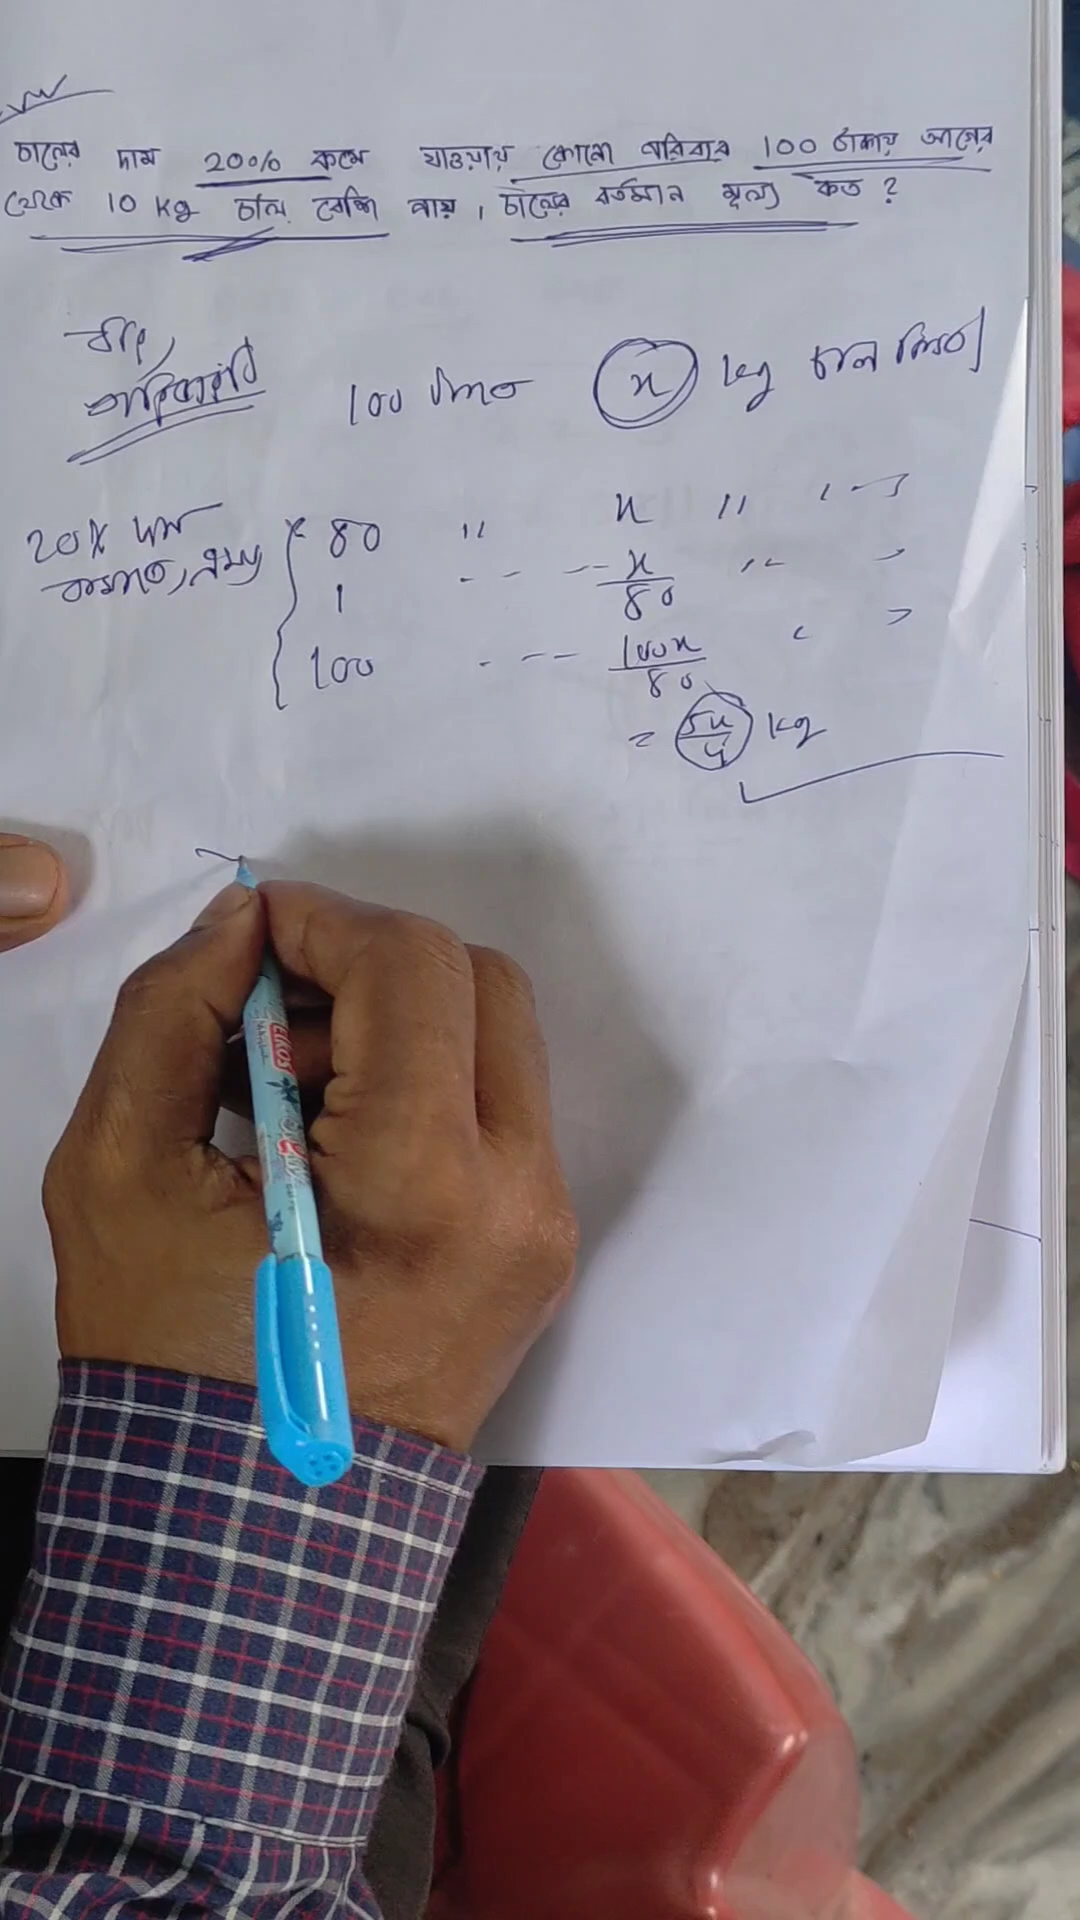 চালের দাম 20% কমে যাওয়ায় কোনো পরিবার 100 টাকায় আগের
থেকে 10 Kg চাল বেশি পায়, চালের বর্তমান মূল্য কত?
ধরি,
100 টাকাতে x kg চাল
20% দাম
কমাতে, 80 " x " "
1 - - - - x/80 " "
100 - - - - 100x/80 " "
= 5x/4 kg